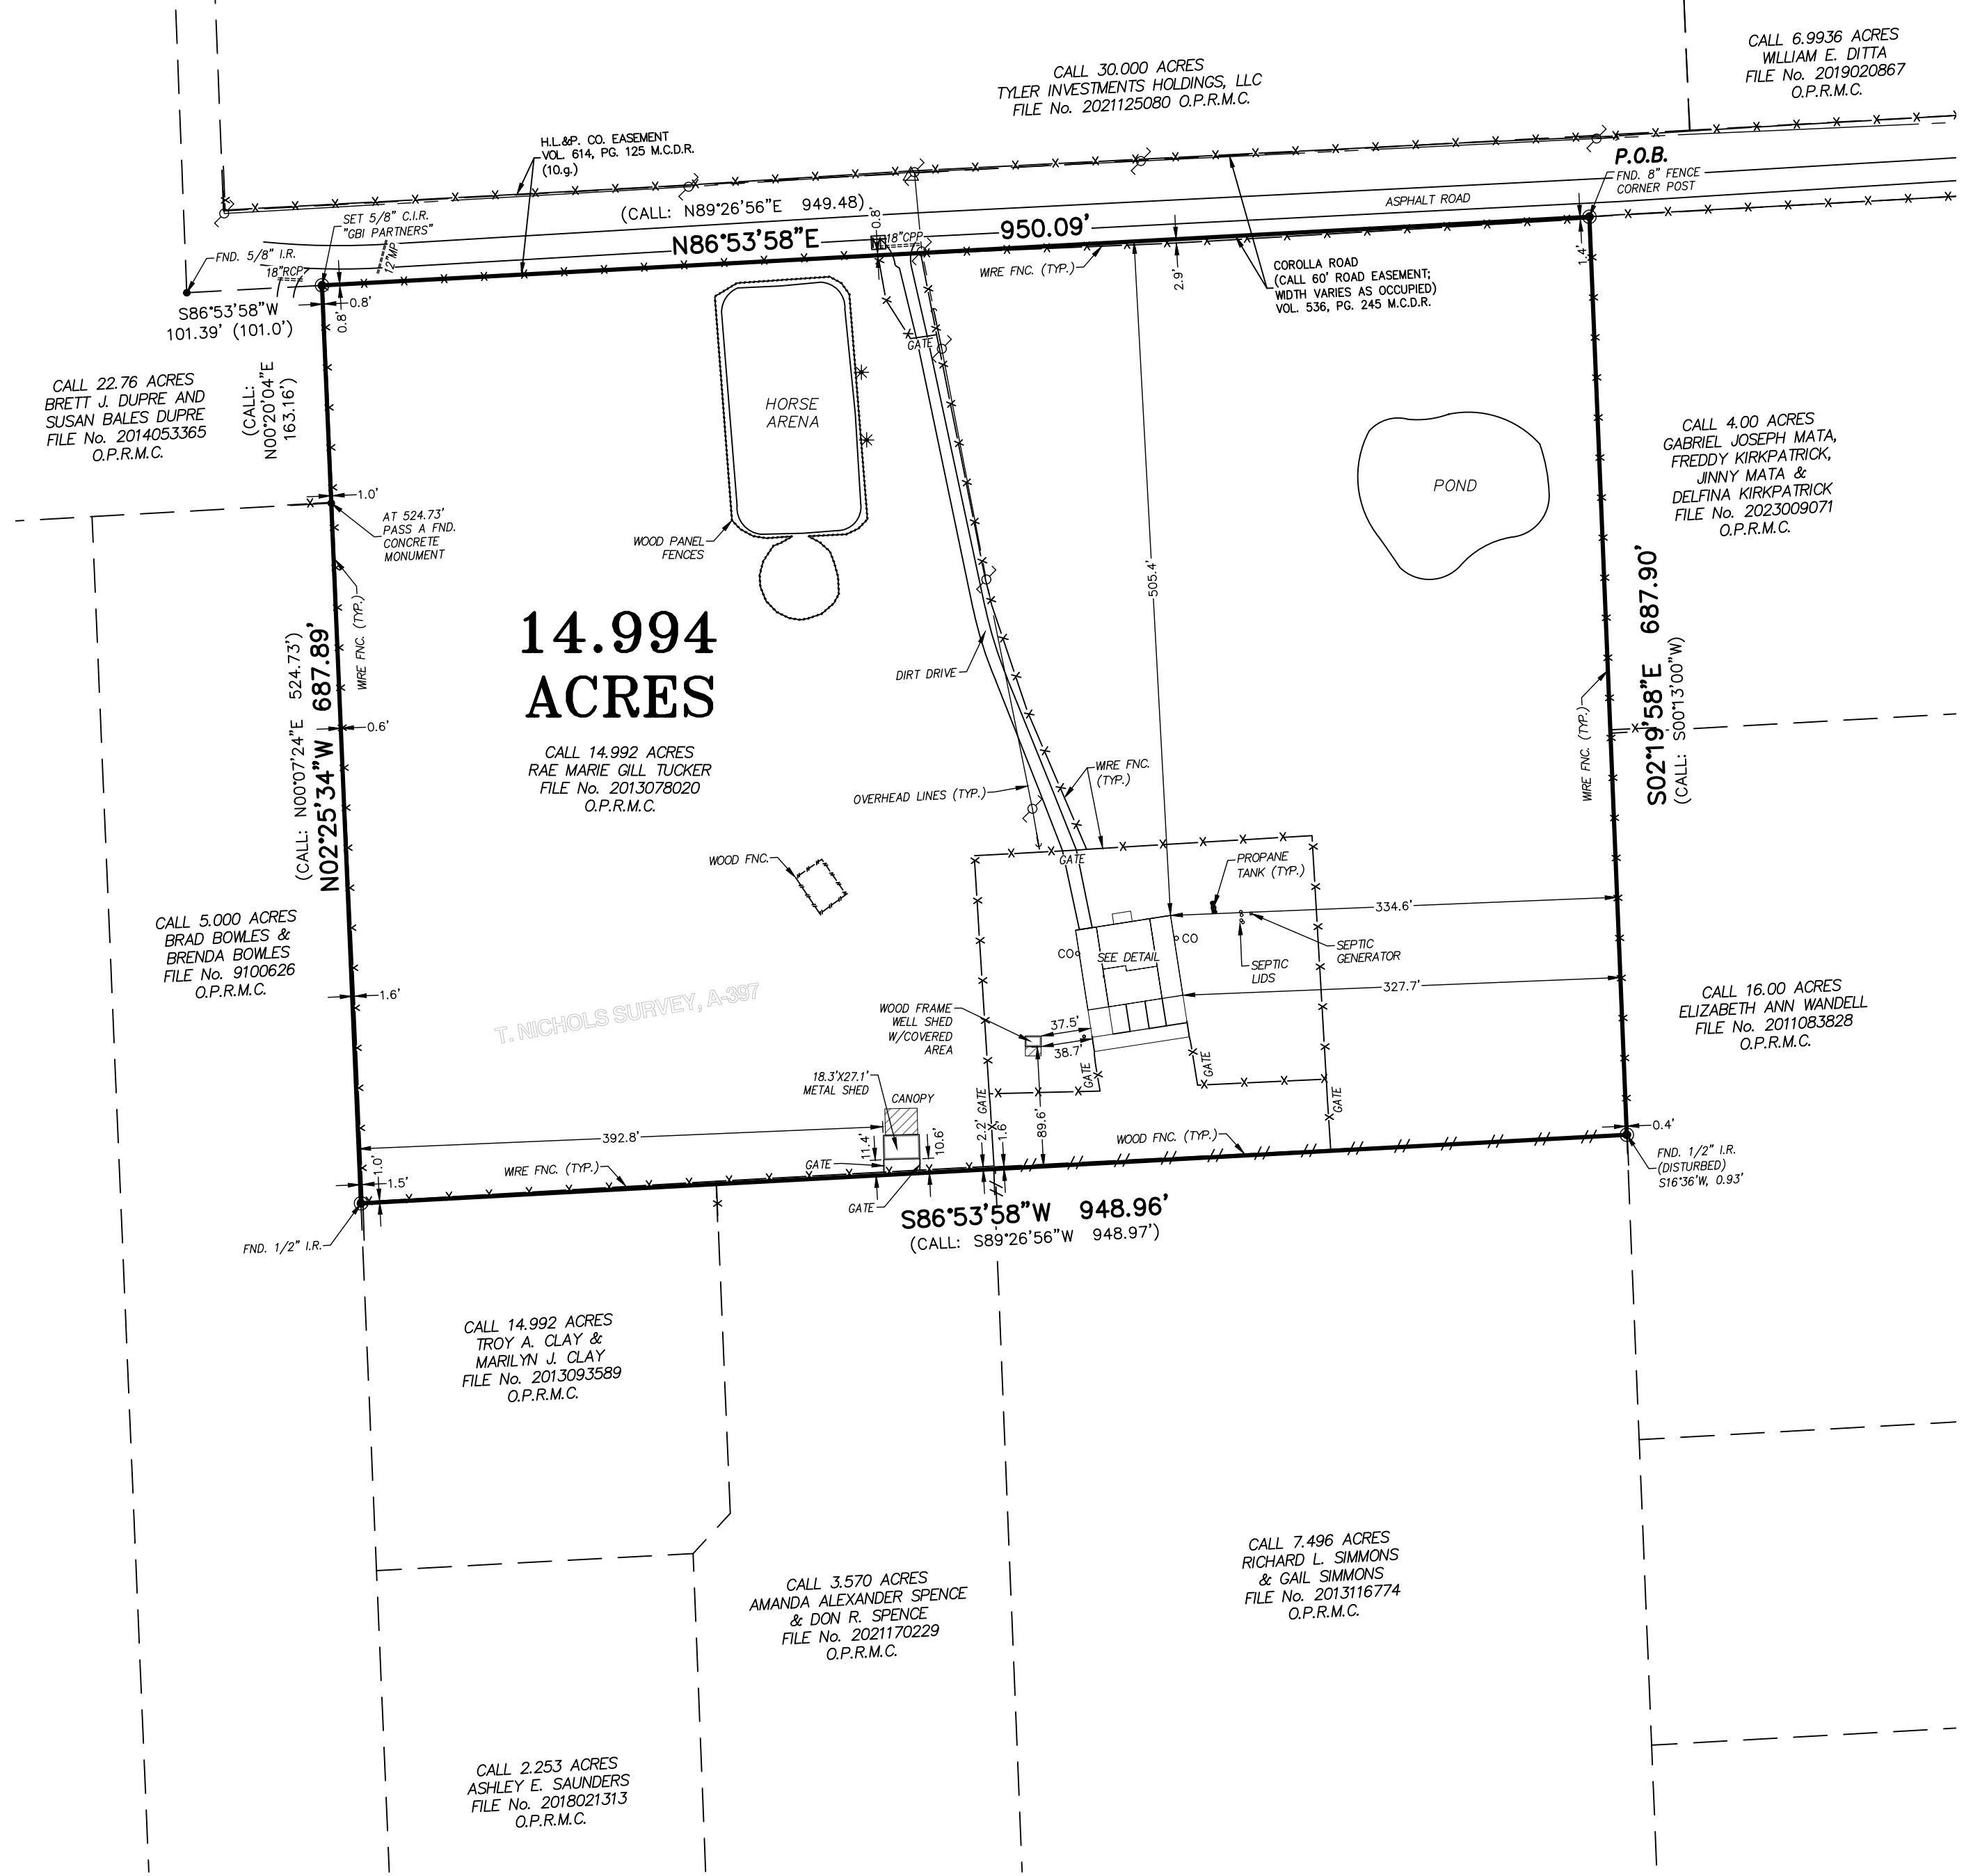 CALL 6.9936 ACRES
WILLIAM E. DITTA
FILE No. 2019020867
O.P.R.M.C.
CALL 30.000 ACRES
TYLER INVESTMENTS HOLDINGS, LLC
FILE No. 2021125080 O.P.R.M.C.
H.L.&P. CO. EASEMENT
VOL. 614, PG. 125 M.C.D.R.
(10.g.)
P.O.B.
FND. 8" FENCE
CORNER POST
ASPHALT ROAD
(CALL: N89°26'56"E 949.48)
N86°53'58"E 950.09'
SET 5/8" C.I.R.
"GBI PARTNERS"
12"MP
18"CPP
0.8'
M
FND. 5/8" I.R.
18"RCP
S86°53'58"W
101.39' (101.0')
0.8'
0.8'
WIRE FNC. (TYP.)
2.9'
1.4'
COROLLA ROAD
(CALL 60' ROAD EASEMENT;
WIDTH VARIES AS OCCUPIED)
VOL. 536, PG. 245 M.C.D.R.
GATE
CALL 22.76 ACRES
BRETT J. DUPRE AND
SUSAN BALES DUPRE
FILE No. 2014053365
O.P.R.M.C.
(CALL:
N00°20'04"E
163.16')
HORSE
ARENA
POND
CALL 4.00 ACRES
GABRIEL JOSEPH MATA,
FREDDY KIRKPATRICK,
JINNY MATA &
DELFINA KIRKPATRICK
FILE No. 2023009071
O.P.R.M.C.
1.0'
AT 524.73'
PASS A FND.
CONCRETE
MONUMENT
WOOD PANEL
FENCES
505.4'
14.994
ACRES
WIRE FNC. (TYP.)
(CALL: N00°07'24"E 524.73')
N02°25'34"W 687.89'
0.6'
DIRT DRIVE
S02°19'58"E 687.90'
(CALL: S00°13'00"W)
WIRE FNC. (TYP.)
CALL 14.992 ACRES
RAE MARIE GILL TUCKER
FILE No. 2013078020
O.P.R.M.C.
OVERHEAD LINES (TYP.)
WIRE FNC.
(TYP.)
WOOD FNC.
GATE
PROPANE
TANK (TYP.)
334.6'
CALL 5.000 ACRES
BRAD BOWLES &
BRENDA BOWLES
FILE No. 9100626
O.P.R.M.C.
CO
CO
SEE DETAIL
SEPTIC
GENERATOR
SEPTIC
LIDS
327.7'
1.6'
T. NICHOLS SURVEY, A-397
WOOD FRAME
WELL SHED
W/COVERED
AREA
37.5'
38.7'
CALL 16.00 ACRES
ELIZABETH ANN WANDELL
FILE No. 2011083828
O.P.R.M.C.
18.3'X27.1'
METAL SHED
CANOPY
GATE
GATE
GATE
GATE
392.8'
11.4'
10.6'
2.2'
1.6'
89.6'
WOOD FNC. (TYP.)
0.4'
FND. 1/2" I.R.
(DISTURBED)
S16°36'W, 0.93'
1.0'
1.5'
WIRE FNC. (TYP.)
GATE
GATE
S86°53'58"W 948.96'
(CALL: S89°26'56"W 948.97')
FND. 1/2" I.R.
CALL 14.992 ACRES
TROY A. CLAY &
MARILYN J. CLAY
FILE No. 2013093589
O.P.R.M.C.
CALL 7.496 ACRES
RICHARD L. SIMMONS
& GAIL SIMMONS
FILE No. 2013116774
O.P.R.M.C.
CALL 3.570 ACRES
AMANDA ALEXANDER SPENCE
& DON R. SPENCE
FILE No. 2021170229
O.P.R.M.C.
CALL 2.253 ACRES
ASHLEY E. SAUNDERS
FILE No. 2018021313
O.P.R.M.C.